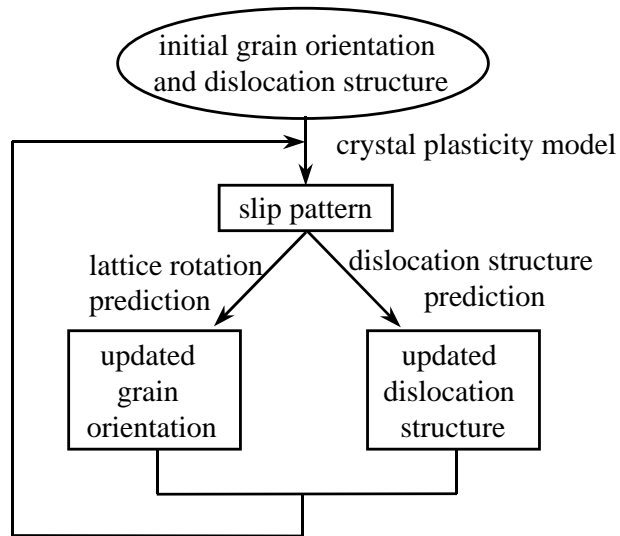 initial grain orientation
and dislocation structure
crystal plasticity model
slip pattern
lattice rotation
prediction
dislocation structure
prediction
updated
grain
orientation
updated
dislocation
structure